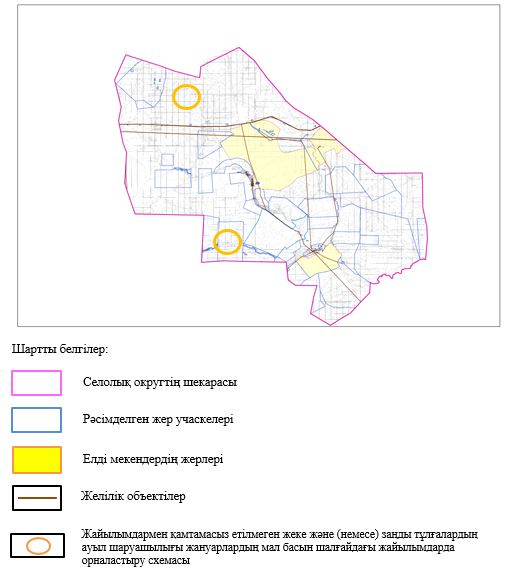 Шартты белгілер:
Селолық округтің шекарасы
Рәсімделген жер учаскелері
Елді мекендердің жерлері
Желілік объектілер
Жайылымдармен қамтамасыз етілмеген жеке және (немесе) заңды тұлғалардың
ауыл шаруашылығы жануарлардың мал басын шалғайдағы жайылымдарда
орналастыру схемасы